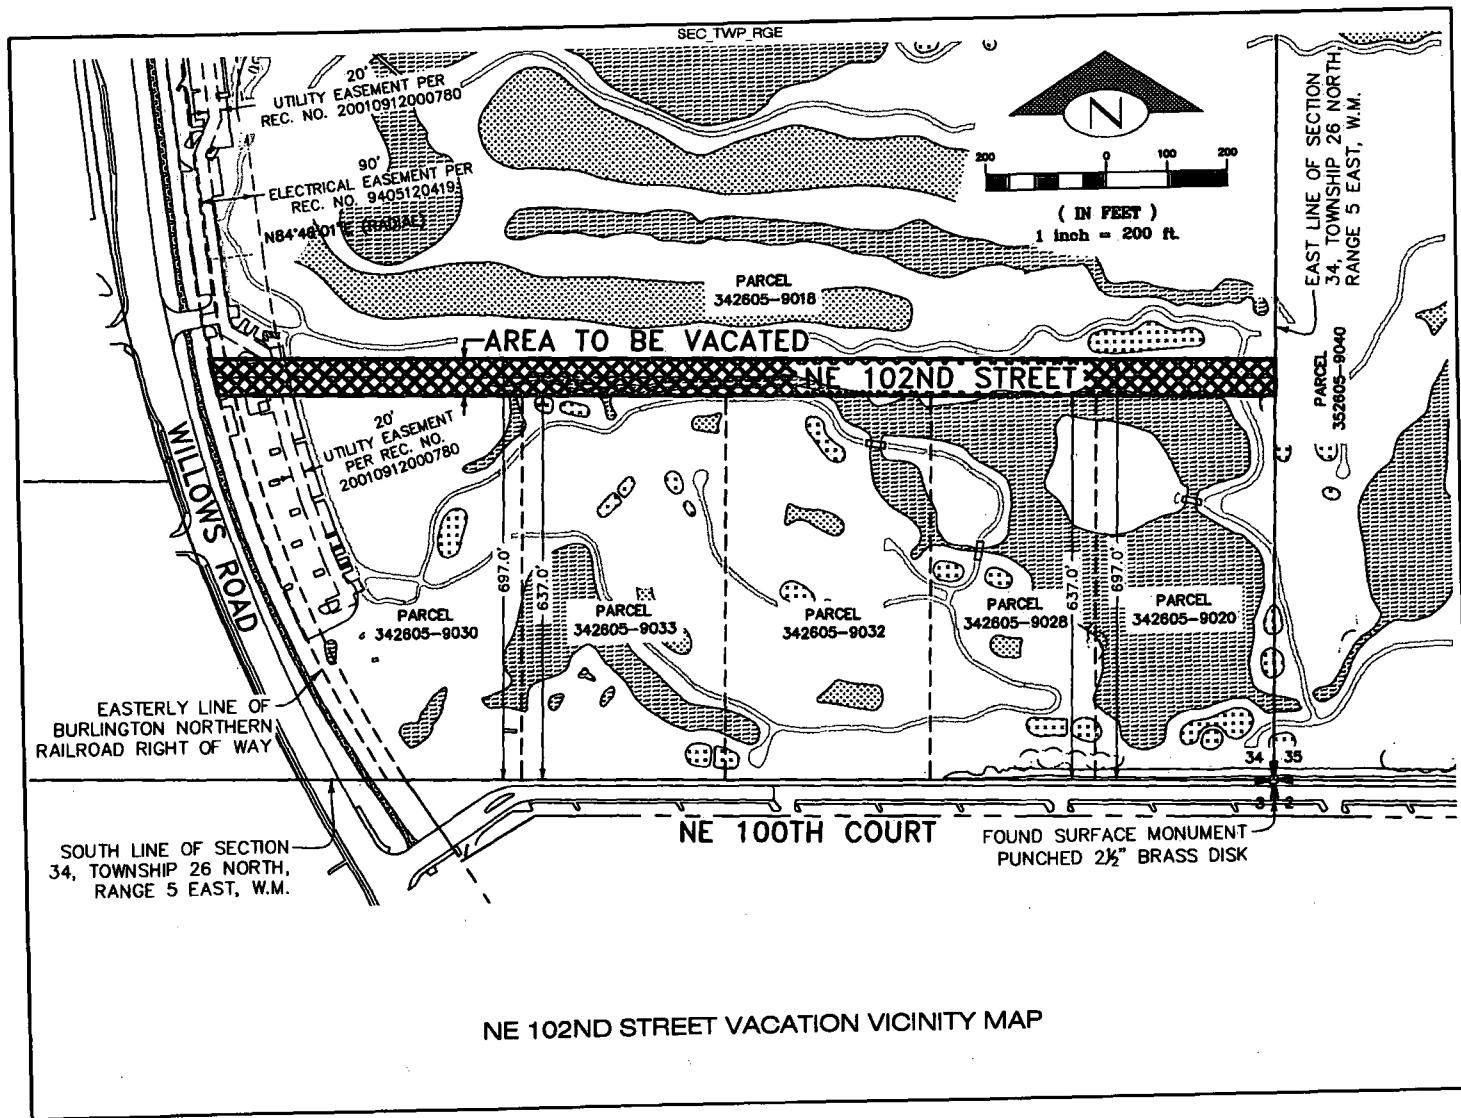 SEC_TWP_RGE
20'
UTILITY EASEMENT PER
REC. NO. 20010912000780
90'
ELECTRICAL EASEMENT PER
REC. NO. 9405120419
N84°48'01"E (RADIAL)
N
200
0
100
200
( IN FEET )
1 inch = 200 ft.
EAST LINE OF SECTION
34, TOWNSHIP 26 NORTH,
RANGE 5 EAST, W.M.
PARCEL
342605-9018
AREA TO BE VACATED
NE 102ND STREET
PARCEL
352605-9040
20'
UTILITY EASEMENT
PER REC. NO.
20010912000780
WILLOWS ROAD
697.0'
637.0'
637.0'
697.0'
PARCEL
342605-9030
PARCEL
342605-9033
PARCEL
342605-9032
PARCEL
342605-9028
PARCEL
342605-9020
EASTERLY LINE OF
BURLINGTON NORTHERN
RAILROAD RIGHT OF WAY
34
35
3
2
NE 100TH COURT
FOUND SURFACE MONUMENT
PUNCHED 2½" BRASS DISK
SOUTH LINE OF SECTION
34, TOWNSHIP 26 NORTH,
RANGE 5 EAST, W.M.
NE 102ND STREET VACATION VICINITY MAP